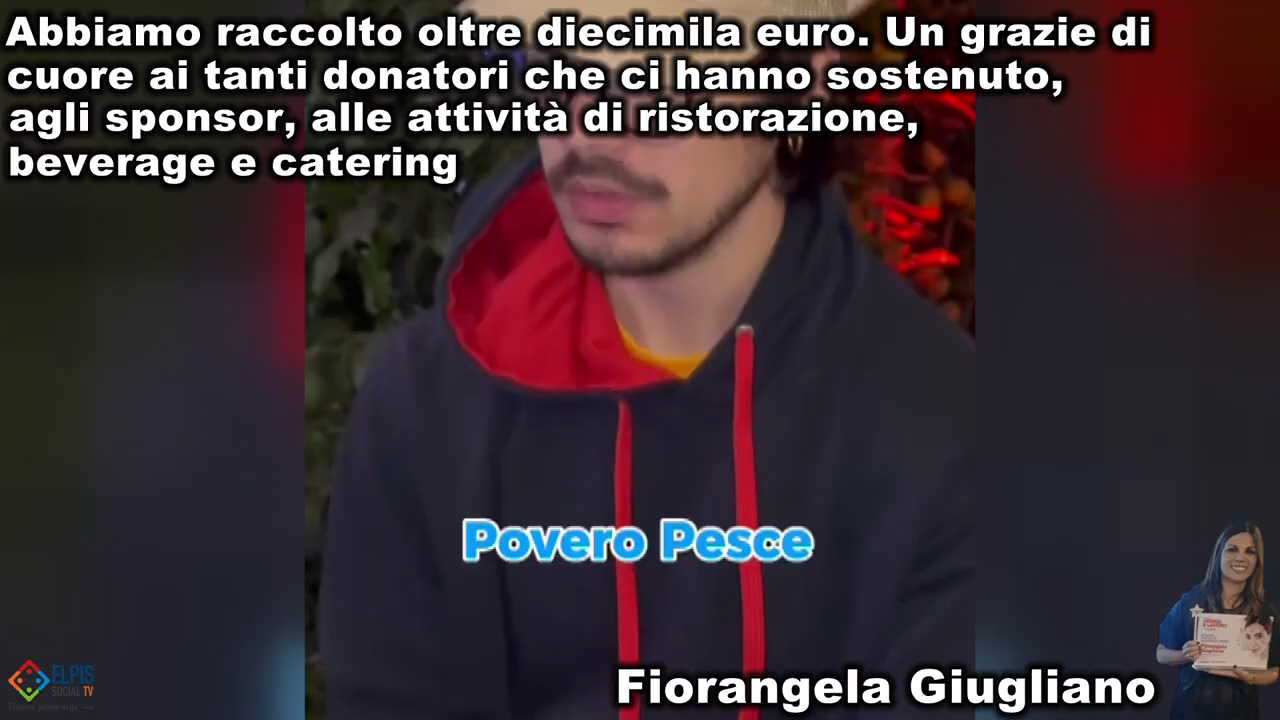 Abbiamo raccolto oltre diecimila euro. Un grazie di
cuore ai tanti donatori che ci hanno sostenuto,
agli sponsor, alle attività di ristorazione,
beverage e catering
Povero Pesce
Fiorangela Giugliano
ELPIS
SOCIAL TV